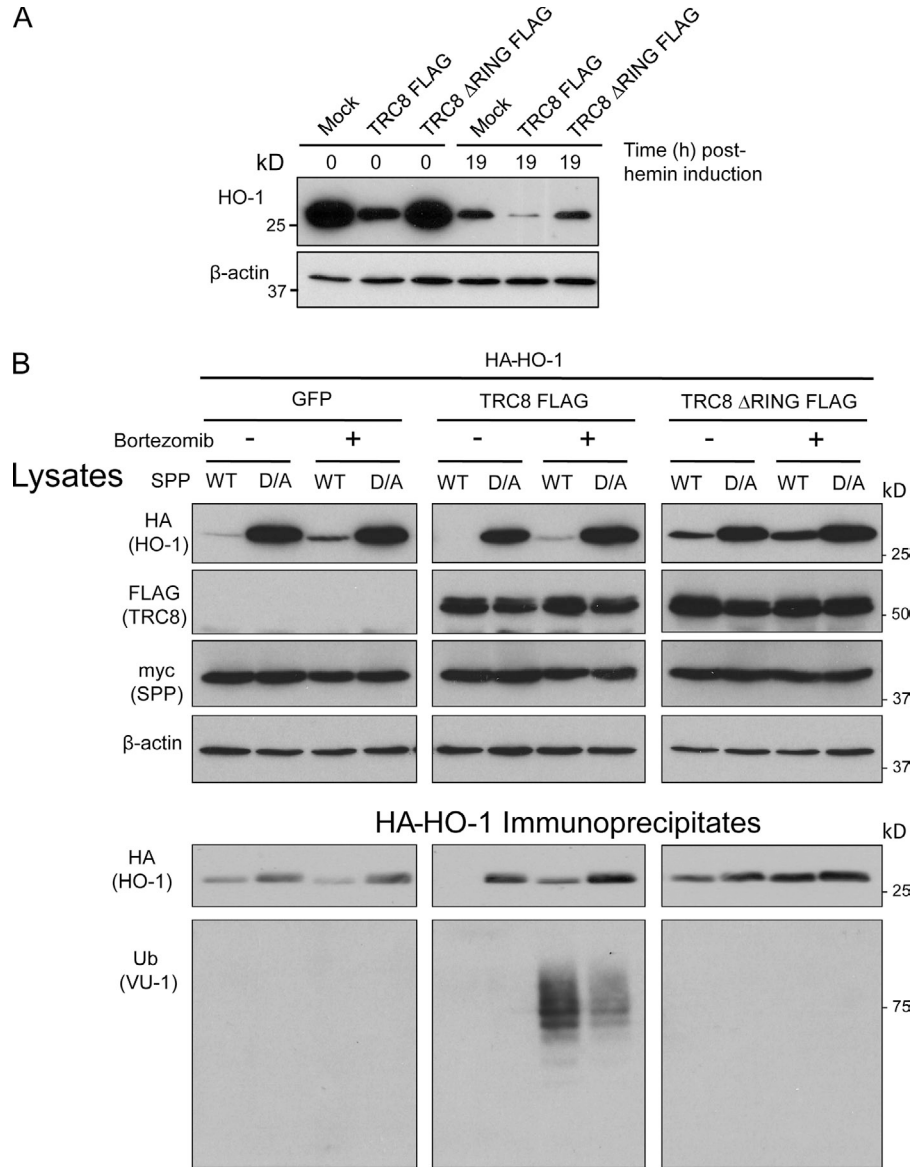 A
Mock
TRC8 FLAG
TRC8 ΔRING FLAG
Mock
TRC8 FLAG
TRC8 ΔRING FLAG
kD 0 0 0 19 19 19 Time (h) post-
hemin induction
HO-1
25
β-actin
37
B
HA-HO-1
GFP TRC8 FLAG TRC8 ΔRING FLAG
Bortezomib - + - + - +
Lysates SPP WT D/A WT D/A WT D/A WT D/A WT D/A WT D/A kD
HA
(HO-1)
- 25
FLAG
(TRC8)
- 50
myc
(SPP)
- 37
β-actin
- 37
HA-HO-1 Immunoprecipitates kD
HA
(HO-1)
- 25
Ub
(VU-1)
- 75